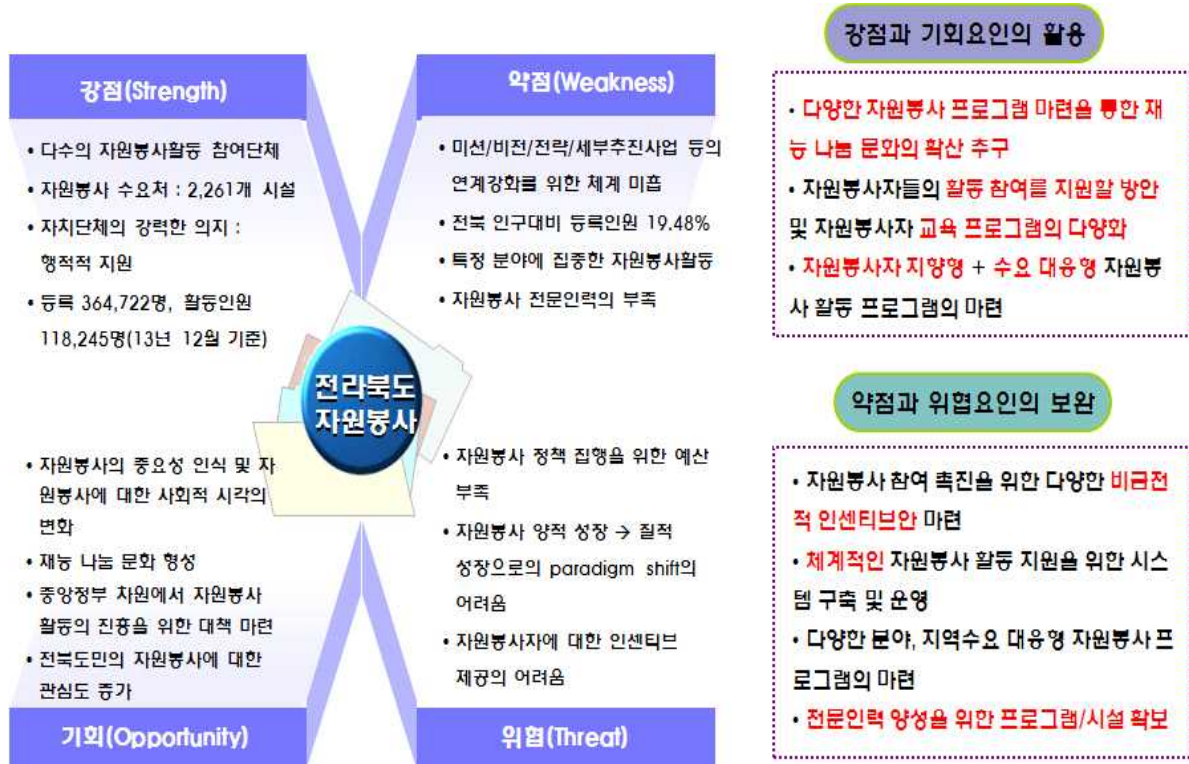 강점(Strength)
• 다수의 자원봉사활동 참여단체
• 자원봉사 수요처 : 2,261개 시설
• 자치단체의 강력한 의지 :
행적적 지원
• 등록 364,722명, 활동인원
118,245명(13년 12월 기준)
약점(Weakness)
• 미션/비전/전략/세부추진사업 등의
연계강화를 위한 체계 미흡
• 전북 인구대비 등록인원 19.48%
• 특정 분야에 집중한 자원봉사활동
• 자원봉사 전문인력의 부족
전라북도
자원봉사
• 자원봉사의 중요성 인식 및 자
원봉사에 대한 사회적 시각의
변화
• 재능 나눔 문화 형성
• 중앙정부 차원에서 자원봉사
활동의 진흥을 위한 대책 마련
• 전북도민의 자원봉사에 대한
관심도 증가
기회(Opportunity)
• 자원봉사 정책 집행을 위한 예산
부족
• 자원봉사 양적 성장 → 질적
성장으로의 paradigm shift의
어려움
• 자원봉사자에 대한 인센티브
제공의 어려움
위협(Threat)
강점과 기회요인의 활용
• 다양한 자원봉사 프로그램 마련을 통한 재
능 나눔 문화의 확산 추구
• 자원봉사자들의 활동 참여를 지원할 방안
및 자원봉사자 교육 프로그램의 다양화
• 자원봉사자 지향형 + 수요 대응형 자원봉
사 활동 프로그램의 마련
약점과 위협요인의 보완
• 자원봉사 참여 촉진을 위한 다양한 비금전
적 인센티브안 마련
• 체계적인 자원봉사 활동 지원을 위한 시스
템 구축 및 운영
• 다양한 분야, 지역수요 대응형 자원봉사 프
로그램의 마련
• 전문인력 양성을 위한 프로그램/시설 확보